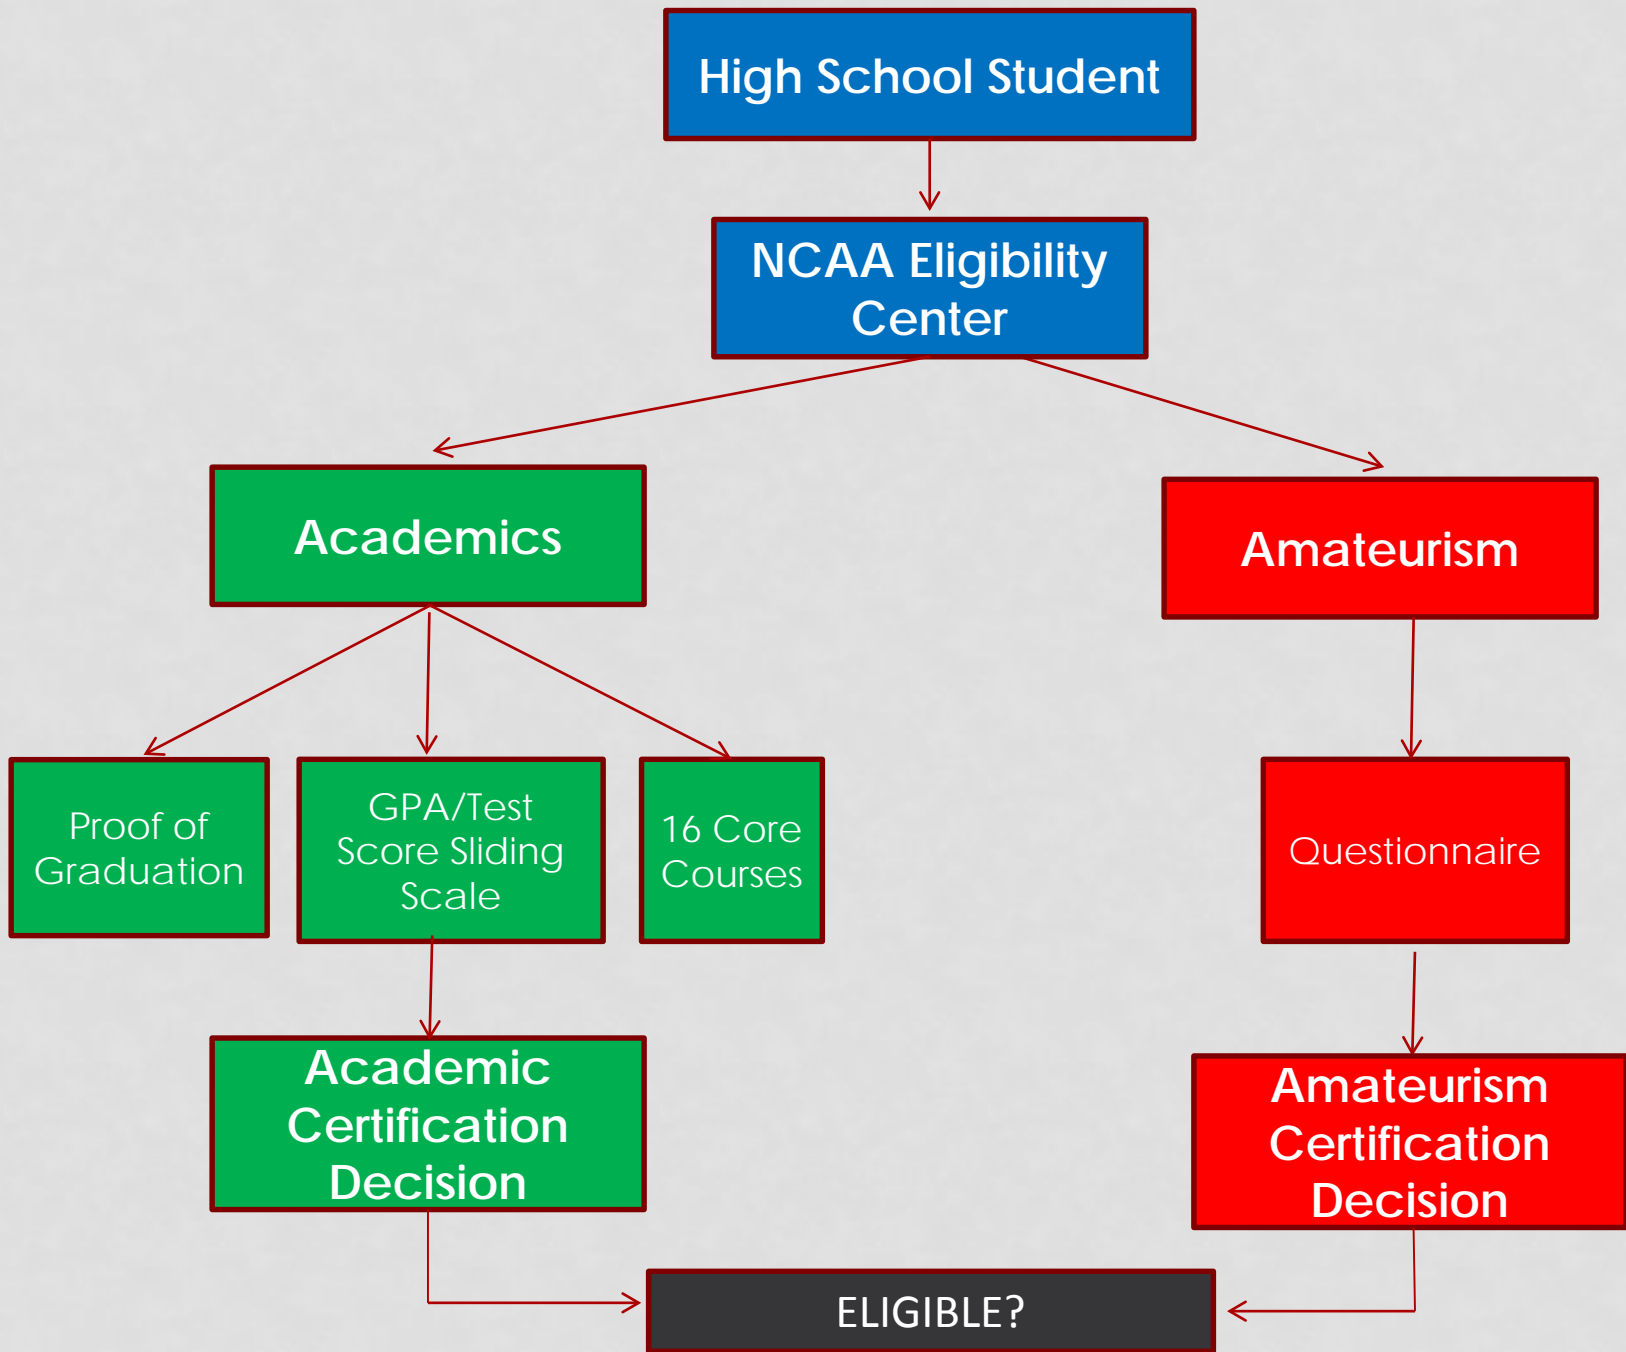 High School Student
NCAA Eligibility
Center
Academics
Amateurism
Proof of
Graduation
GPA/Test
Score Sliding
Scale
16 Core
Courses
Questionnaire
Academic
Certification
Decision
Amateurism
Certification
Decision
ELIGIBLE?